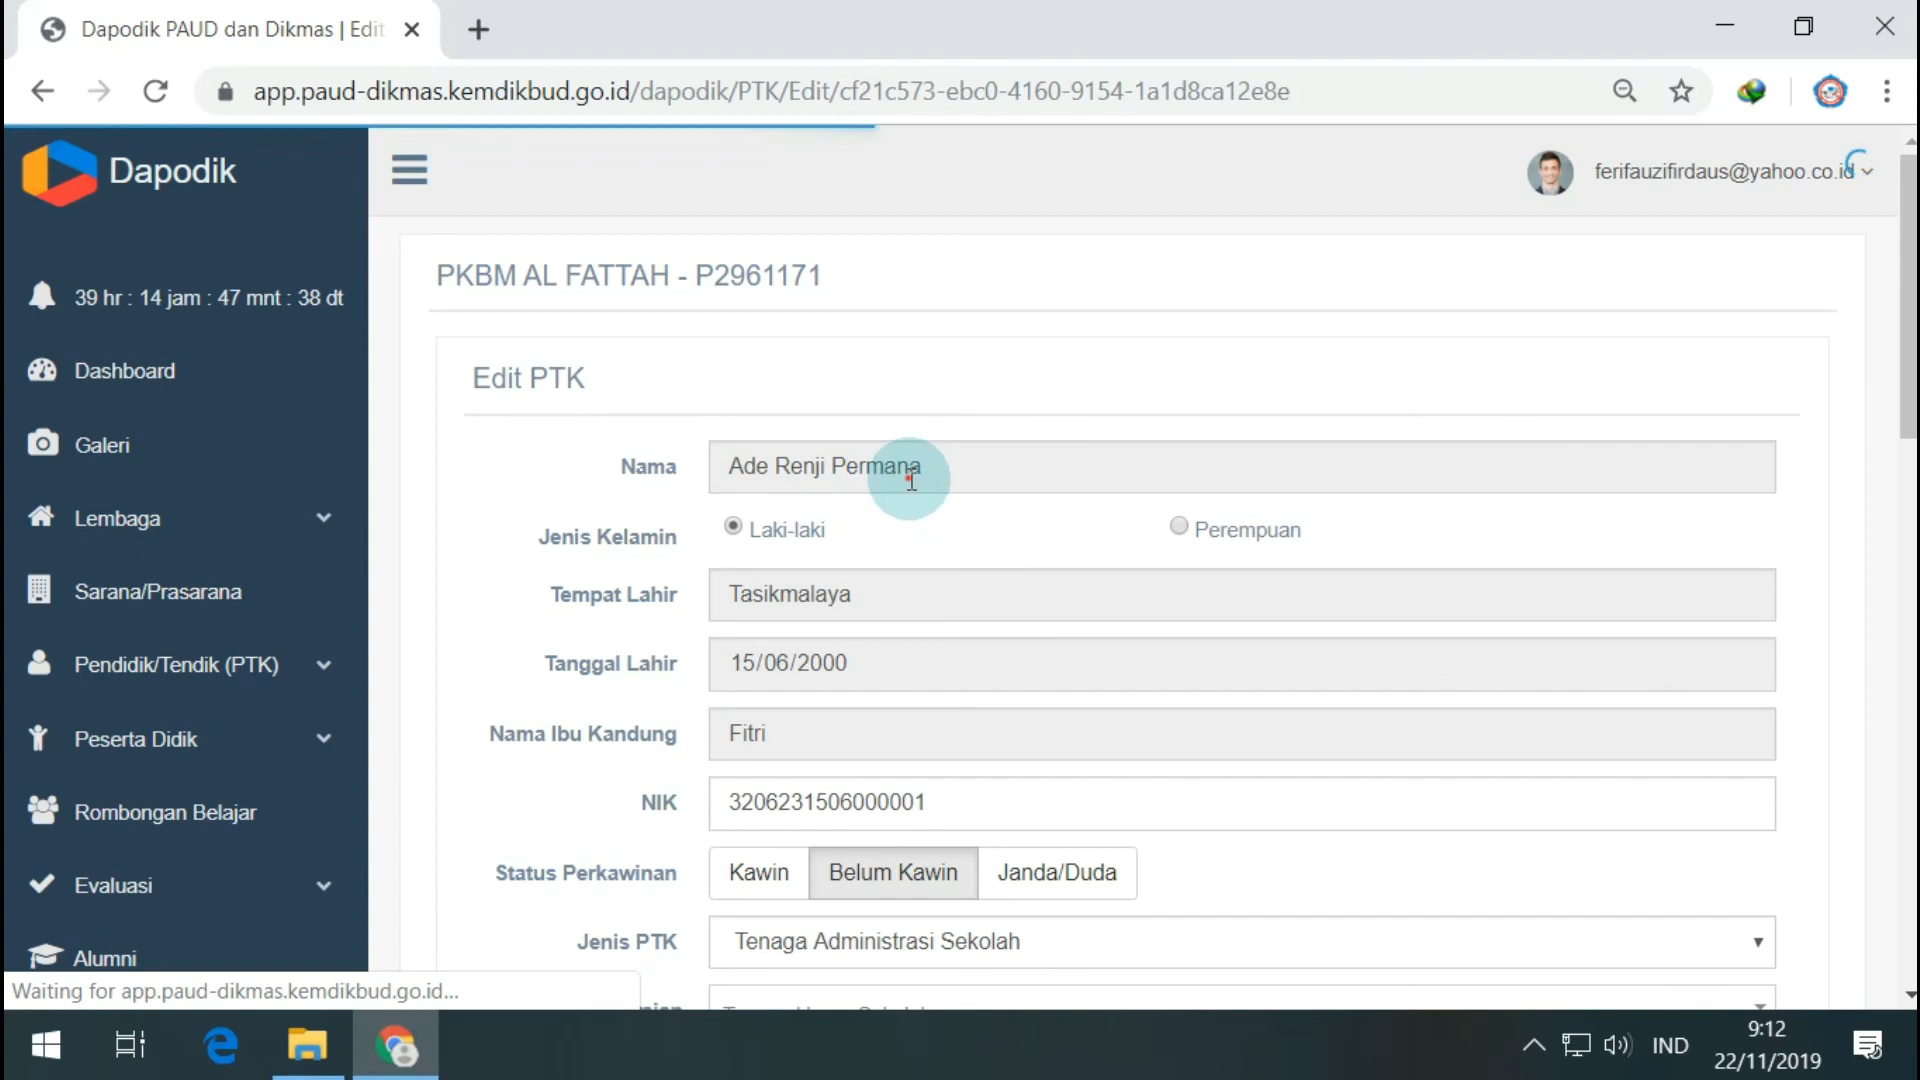 Dapodik PAUD dan Dikmas | Edit
app.paud-dikmas.kemdikbud.go.id/dapodik/PTK/Edit/cf21c573-ebc0-4160-9154-1a1d8ca12e8e
Dapodik
ferifauzifirdaus@yahoo.co.id
39 hr : 14 jam : 47 mnt : 38 dt
Dashboard
Galeri
Lembaga
Sarana/Prasarana
Pendidik/Tendik (PTK)
Peserta Didik
Rombongan Belajar
Evaluasi
Alumni
PKBM AL FATTAH - P2961171
Edit PTK
Nama Ade Renji Permana
Jenis Kelamin Laki-laki Perempuan
Tempat Lahir Tasikmalaya
Tanggal Lahir 15/06/2000
Nama Ibu Kandung Fitri
NIK 3206231506000001
Status Perkawinan Kawin Belum Kawin Janda/Duda
Jenis PTK Tenaga Administrasi Sekolah
Waiting for app.paud-dikmas.kemdikbud.go.id...
IND
9:12
22/11/2019